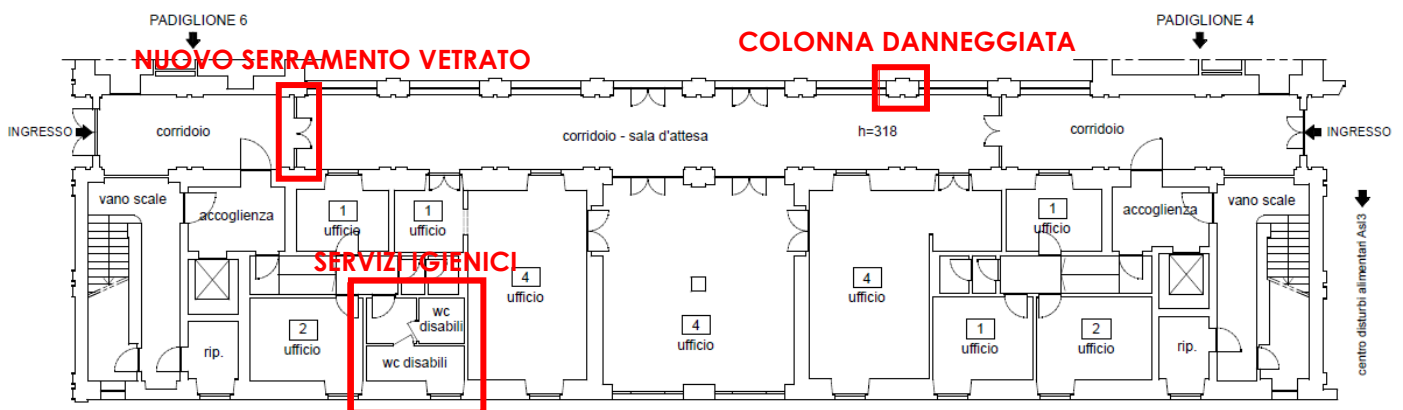 PADIGLIONE 6
PADIGLIONE 4
NUOVO SERRAMENTO VETRATO
COLONNA DANNEGGIATA
INGRESSO
corridoio
corridoio - sala d'attesa
h=318
corridoio
INGRESSO
vano scale
accoglienza
1
ufficio
1
ufficio
1
ufficio
accoglienza
vano scale
centro disturbi alimentari Asl3
SERVIZI IGIENICI
4
ufficio
4
ufficio
4
ufficio
rip.
2
ufficio
wc
disabili
wc disabili
1
ufficio
2
ufficio
rip.